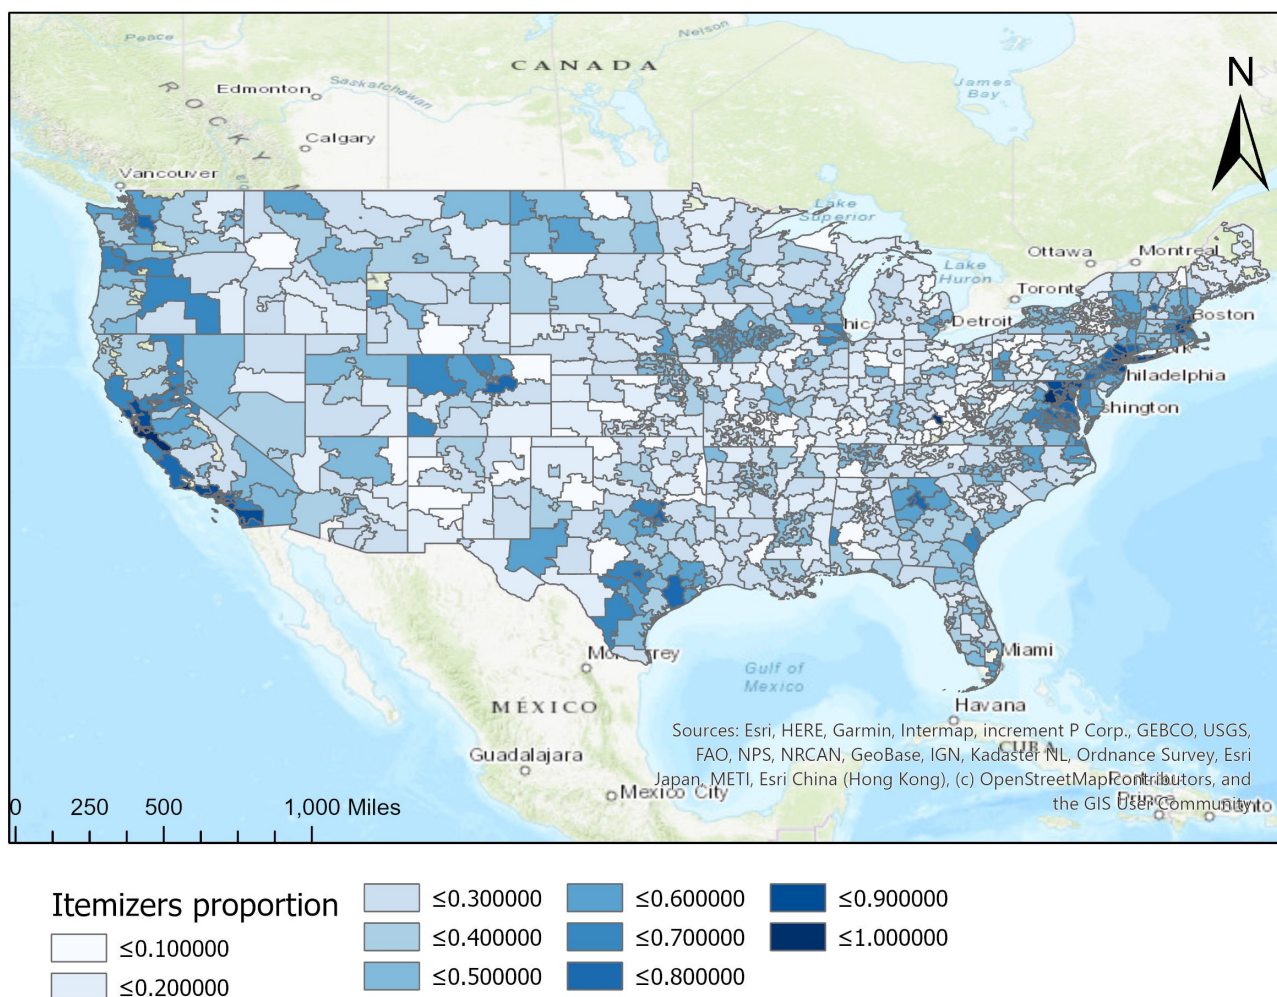 Peace
Nelson
CANADA
N
Edmonton
Saskatchewan
James
Bay
ROCKY
Calgary
Vancouver
Lake
Superior
Ottawa
Montreal
Lake
Huron
Toronto
Boston
Detroit
hic
k
hiladelphia
shington
Miami
Mo rrey
Gulf of
Mexico
MÉXICO
Havana
Sources: Esri, HERE, Garmin, Intermap, increment P Corp., GEBCO, USGS,
FAO, NPS, NRCAN, GeoBase, IGN, Kadaster NL, Ordnance Survey, Esri
Japan, METI, Esri China (Hong Kong), (c) OpenStreetMap contributors, and
the GIS User Community
CUBA
Guadalajara
Mexico City
0 250 500 1,000 Miles
Itemizers proportion
≤0.100000
≤0.200000
≤0.300000
≤0.400000
≤0.500000
≤0.600000
≤0.700000
≤0.800000
≤0.900000
≤1.000000